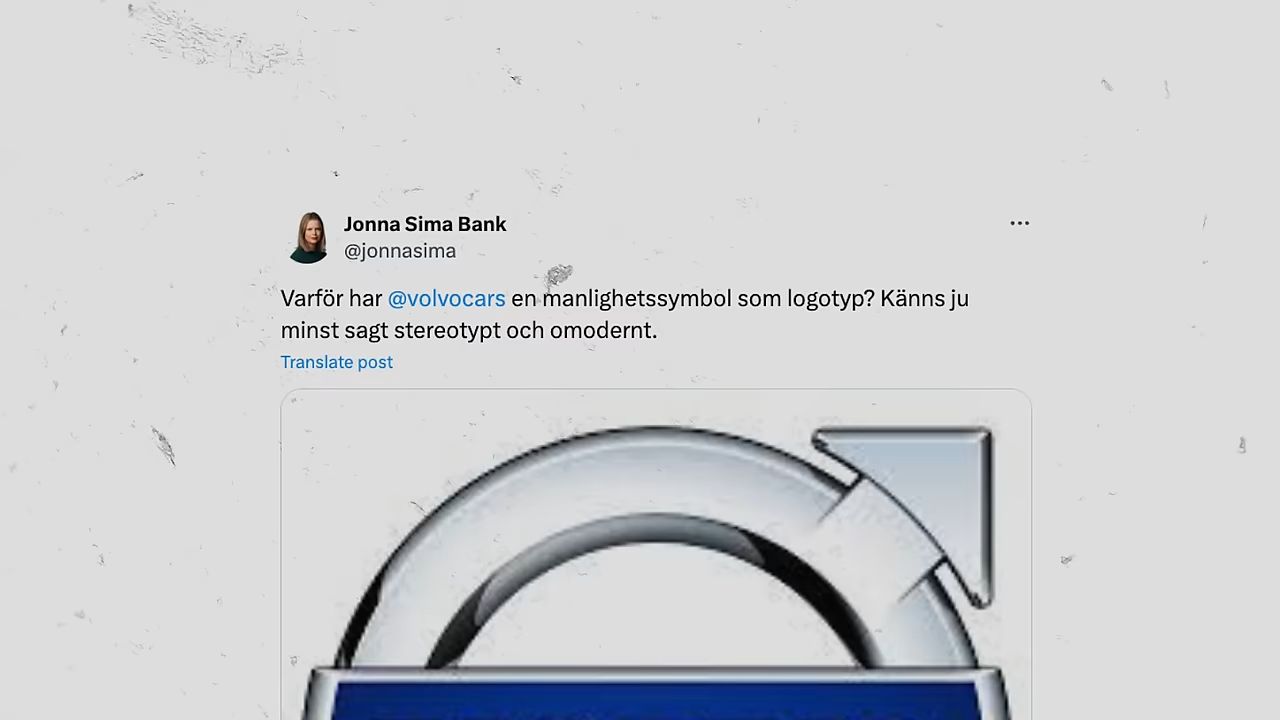 Jonna Sima Bank
@jonnasima
Varför har @volvocars en manlighetssymbol som logotyp? Känns ju
minst sagt stereotypt och omodernt.
Translate post